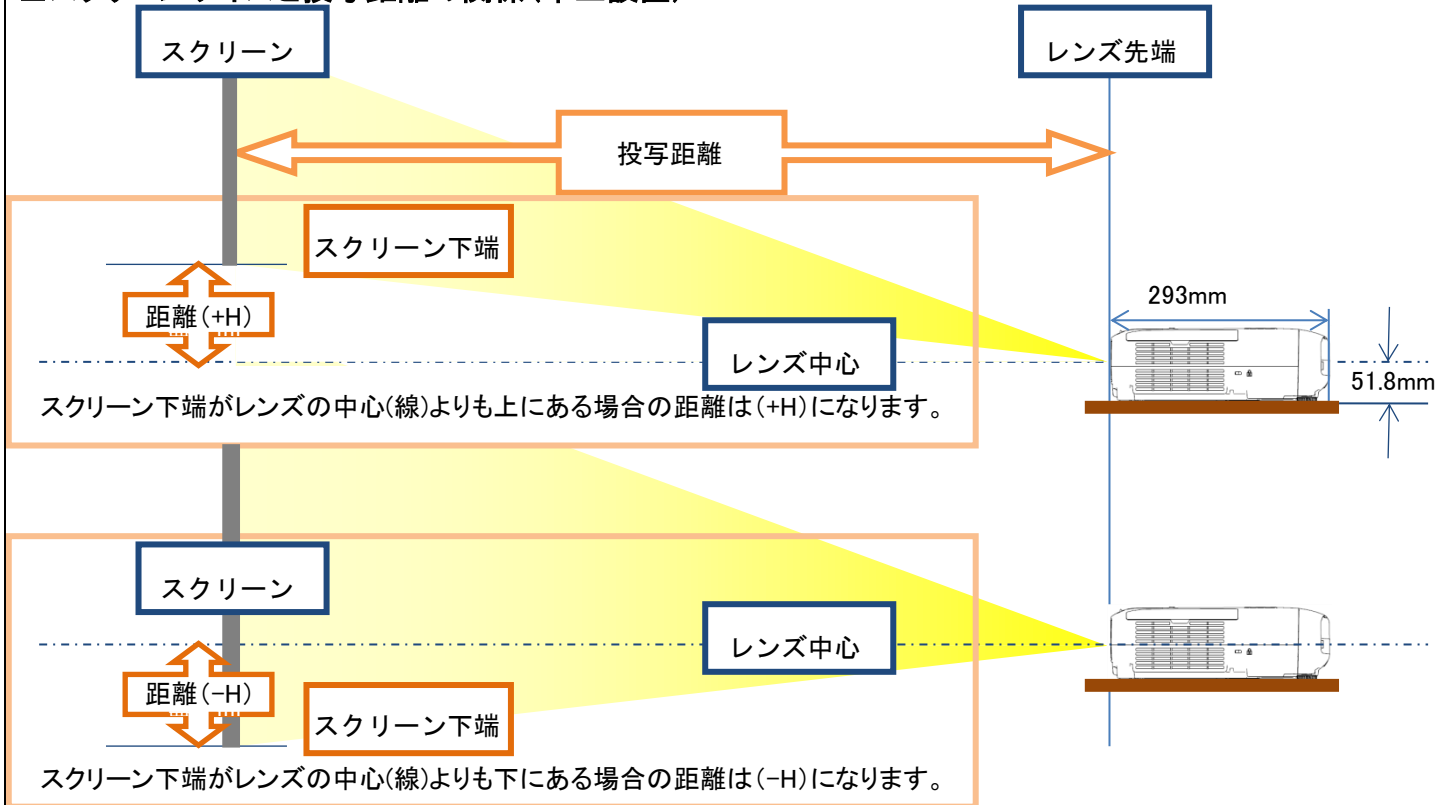 スクリーン
レンズ先端
投写距離
スクリーン下端
距離(+H)
293mm
レンズ中心
51.8mm
スクリーン下端がレンズの中心(線)よりも上にある場合の距離は(+H)になります。
スクリーン
レンズ中心
距離(-H)
スクリーン下端
スクリーン下端がレンズの中心(線)よりも下にある場合の距離は(-H)になります。